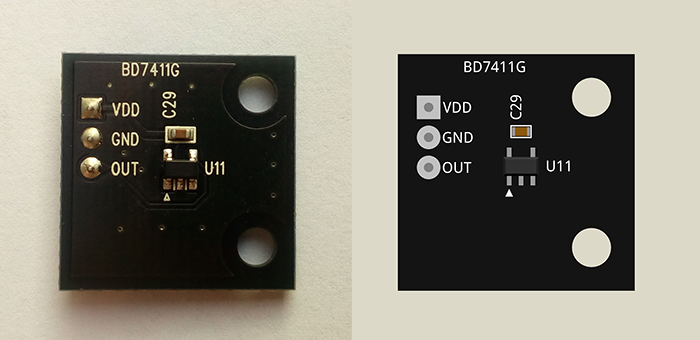 BD7411G
VDD
C29
GND
OUT
U11
BD7411G
VDD
C29
GND
OUT
U11